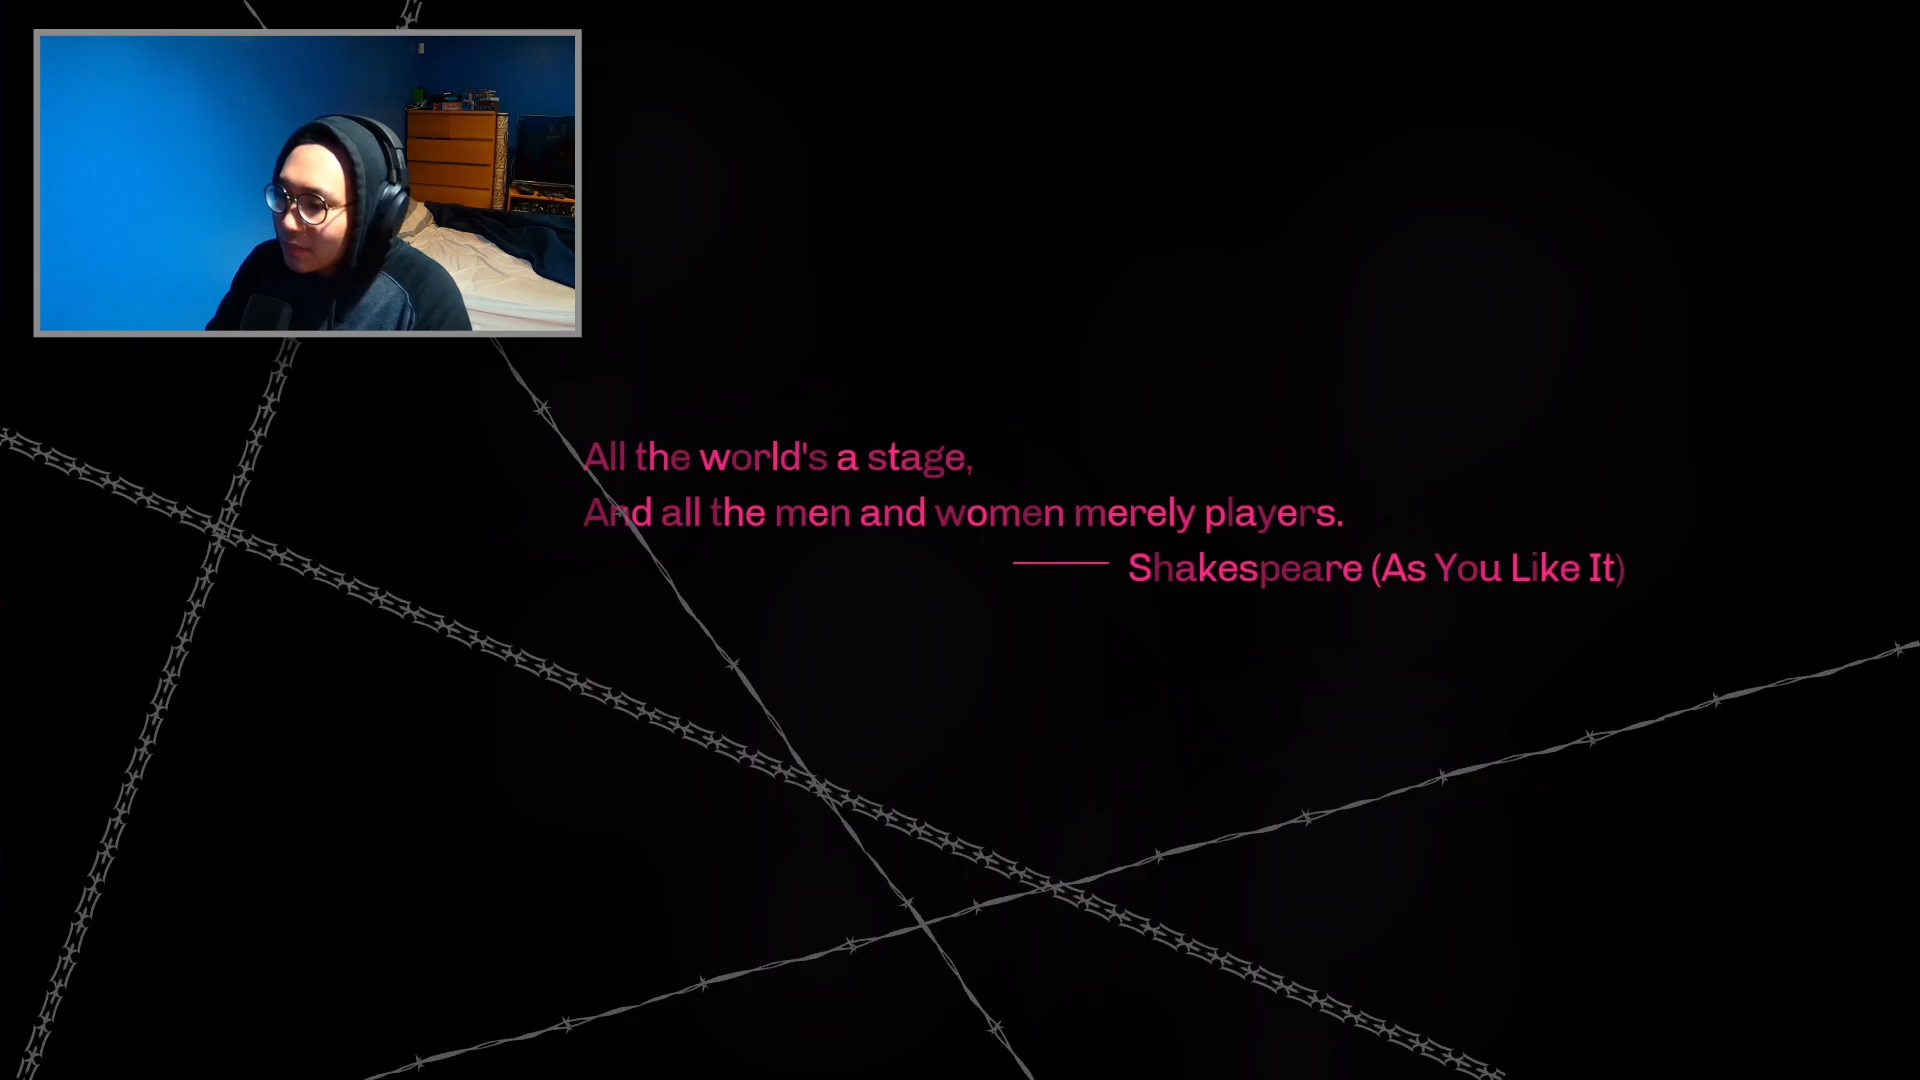 All the world's a stage,
And all the men and women merely players.
Shakespeare (As You Like It)